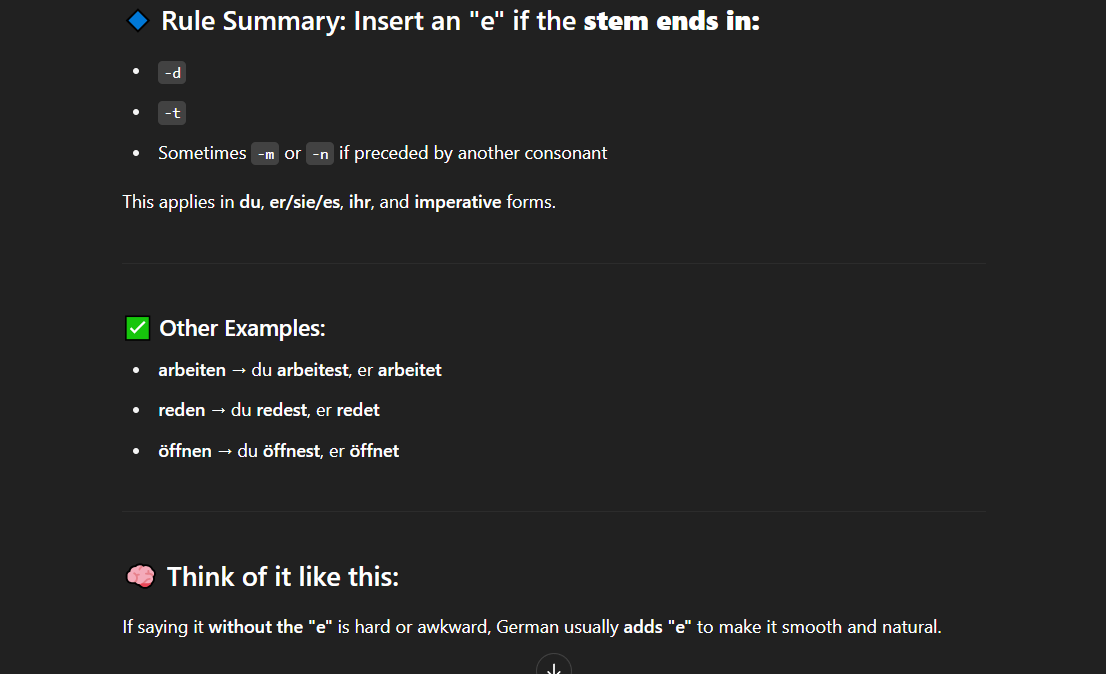 🔷 Rule Summary: Insert an "e" if the stem ends in:
• -d
• -t
• Sometimes -m or -n if preceded by another consonant
This applies in du, er/sie/es, ihr, and imperative forms.
✅ Other Examples:
• arbeiten → du arbeitest, er arbeitet
• reden → du redest, er redet
• öffnen → du öffnest, er öffnet
🧠 Think of it like this:
If saying it without the "e" is hard or awkward, German usually adds "e" to make it smooth and natural.